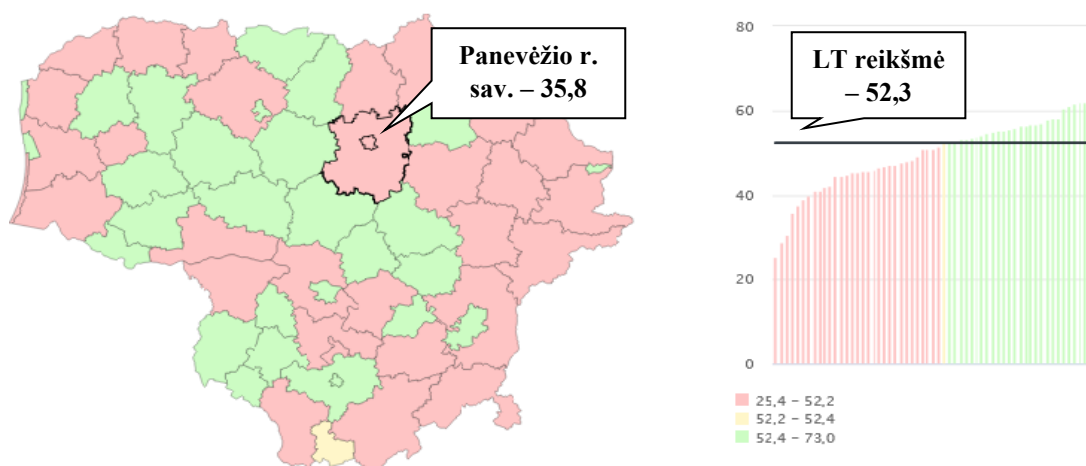 Panevėžio r.
sav. – 35,8
80
LT reikšmė
– 52,3
60
40
20
0
25,4 – 52,2
52,2 – 52,4
52,4 – 73,0